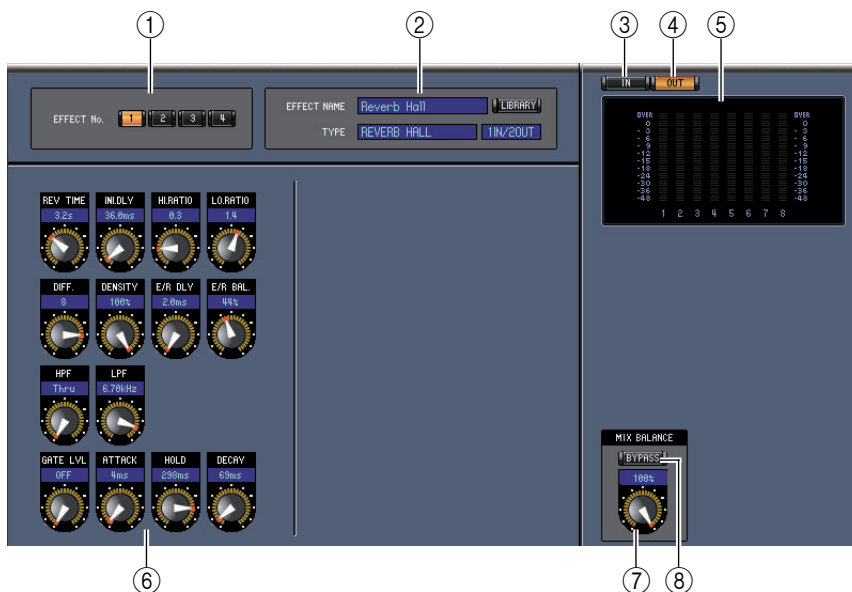 ① ② ③ ④ ⑤
IN OUT
EFFECT No. 1 2 3 4
EFFECT NAME Reverb Hall LIBRARY
TYPE REVERB HALL 1IN/2OUT
OVER OVER
0 0
- 3 - 3
- 6 - 6
- 9 - 9
-12 -12
-15 -15
-18 -18
-24 -24
-30 -30
-36 -36
-48 -48
1 2 3 4 5 6 7 8
REV TIME INI.DLY HI.RATIO LO.RATIO
3.2s 36.0ms 0.3 1.4
DIFF. DENSITY E/R DLY E/R BAL.
8 100% 2.0ms 44%
HPF LPF
Thru 6.70kHz
GATE LVL ATTACK HOLD DECAY
OFF 4ms 298ms 69ms
MIX BALANCE
BYPASS
100%
⑥ ⑦ ⑧